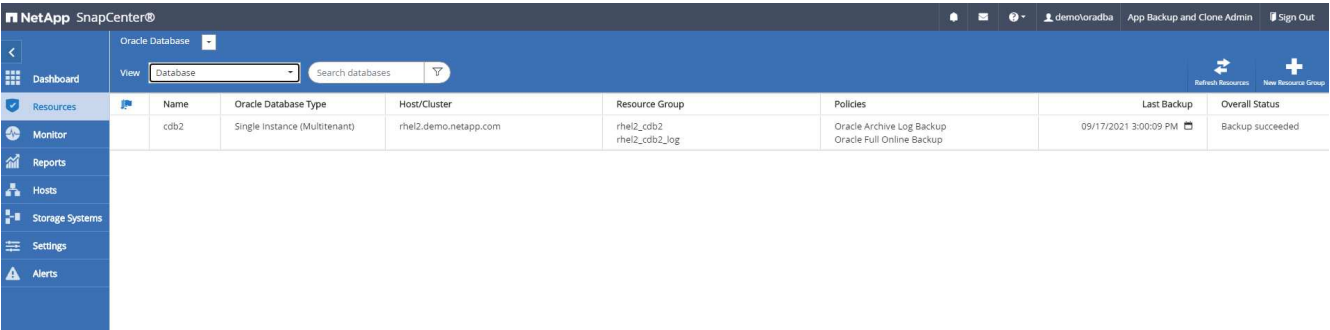 NetApp SnapCenter®
demo\oradba App Backup and Clone Admin Sign Out
Oracle Database
Dashboard
View Database Search databases
Refresh Resources New Resource Group
Resources
Name Oracle Database Type Host/Cluster Resource Group Policies Last Backup Overall Status
cdb2 Single Instance (Multitenant) rhel2.demo.netapp.com rhel2_cdb2 Oracle Archive Log Backup 09/17/2021 3:00:09 PM Backup succeeded
rhel2_cdb2_log Oracle Full Online Backup
Monitor
Reports
Hosts
Storage Systems
Settings
Alerts